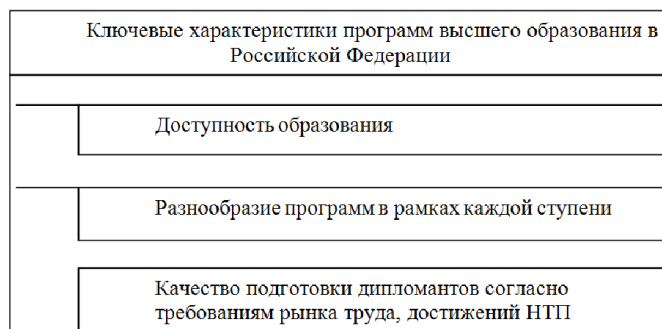 Ключевые характеристики программ высшего образования в
Российской Федерации
Доступность образования
Разнообразие программ в рамках каждой ступени
Качество подготовки дипломантов согласно
требованиям рынка труда, достижений НТП